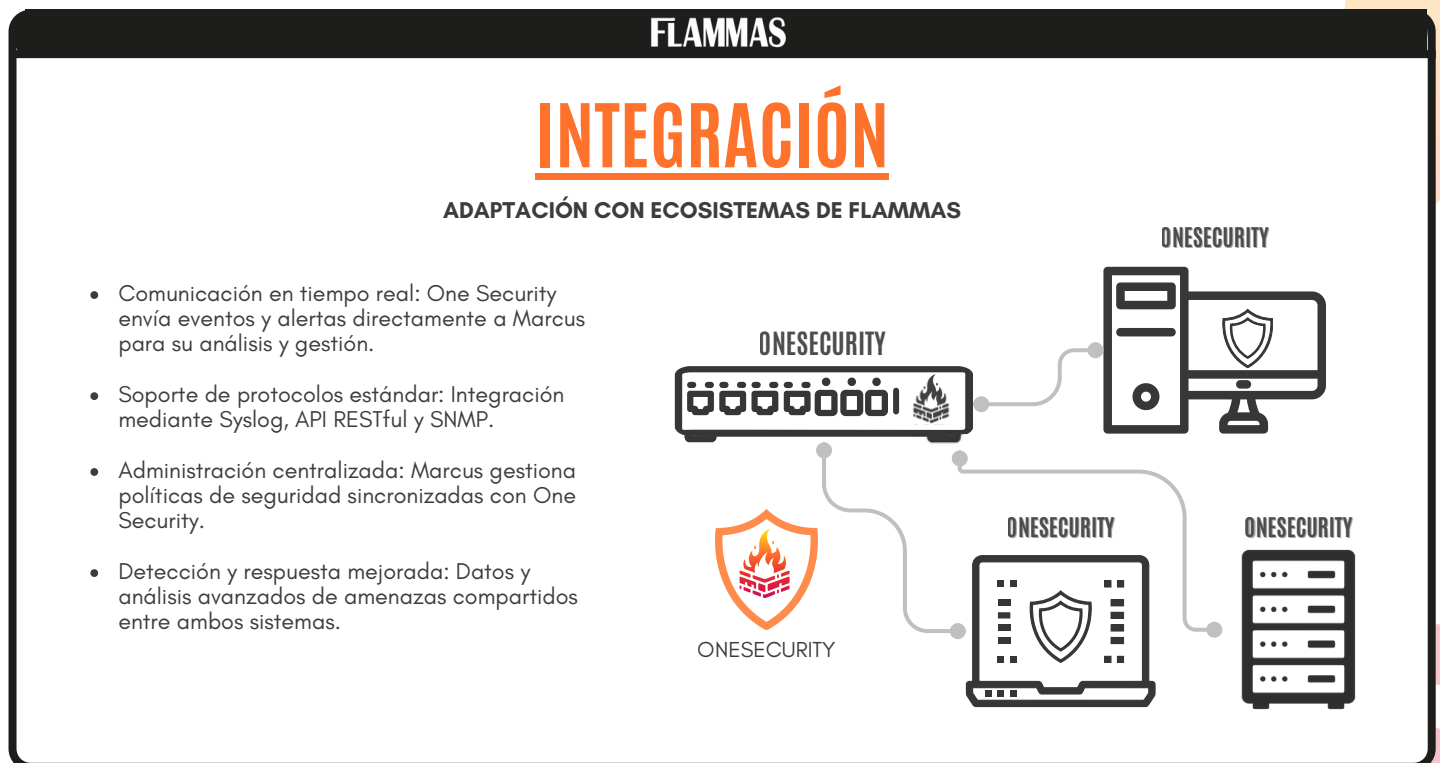 FLAMMAS
INTEGRACIÓN
ADAPTACIÓN CON ECOSISTEMAS DE FLAMMAS
• Comunicación en tiempo real: One Security
envía eventos y alertas directamente a Marcus
para su análisis y gestión.
• Soporte de protocolos estándar: Integración
mediante Syslog, API RESTful y SNMP.
• Administración centralizada: Marcus gestiona
políticas de seguridad sincronizadas con One
Security.
• Detección y respuesta mejorada: Datos y
análisis avanzados de amenazas compartidos
entre ambos sistemas.
ONESECURITY
ONESECURITY
ONESECURITY
ONESECURITY
ONESECURITY